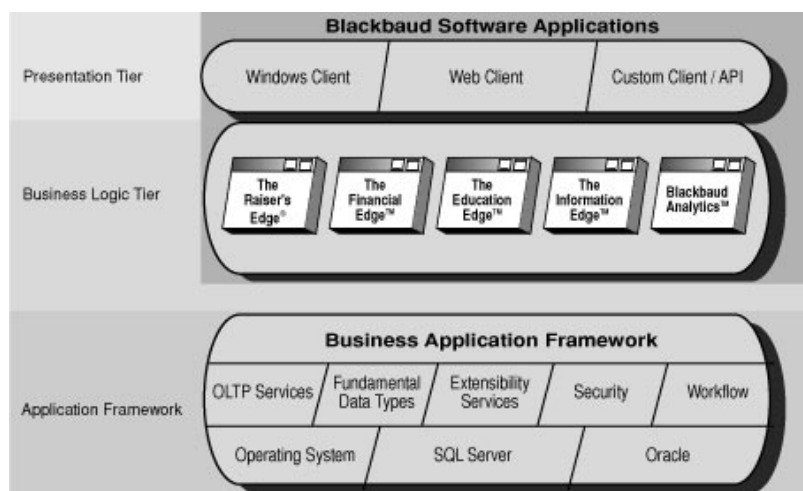 Blackbaud Software Applications
Presentation Tier
Windows Client
Web Client
Custom Client / API
Business Logic Tier
The
Raiser's
Edge®
The
Financial
Edge™
The
Education
Edge™
The
Information
Edge™
Blackbaud
Analytics™
Business Application Framework
Application Framework
OLTP Services
Fundamental
Data Types
Extensibility
Services
Security
Workflow
Operating System
SQL Server
Oracle